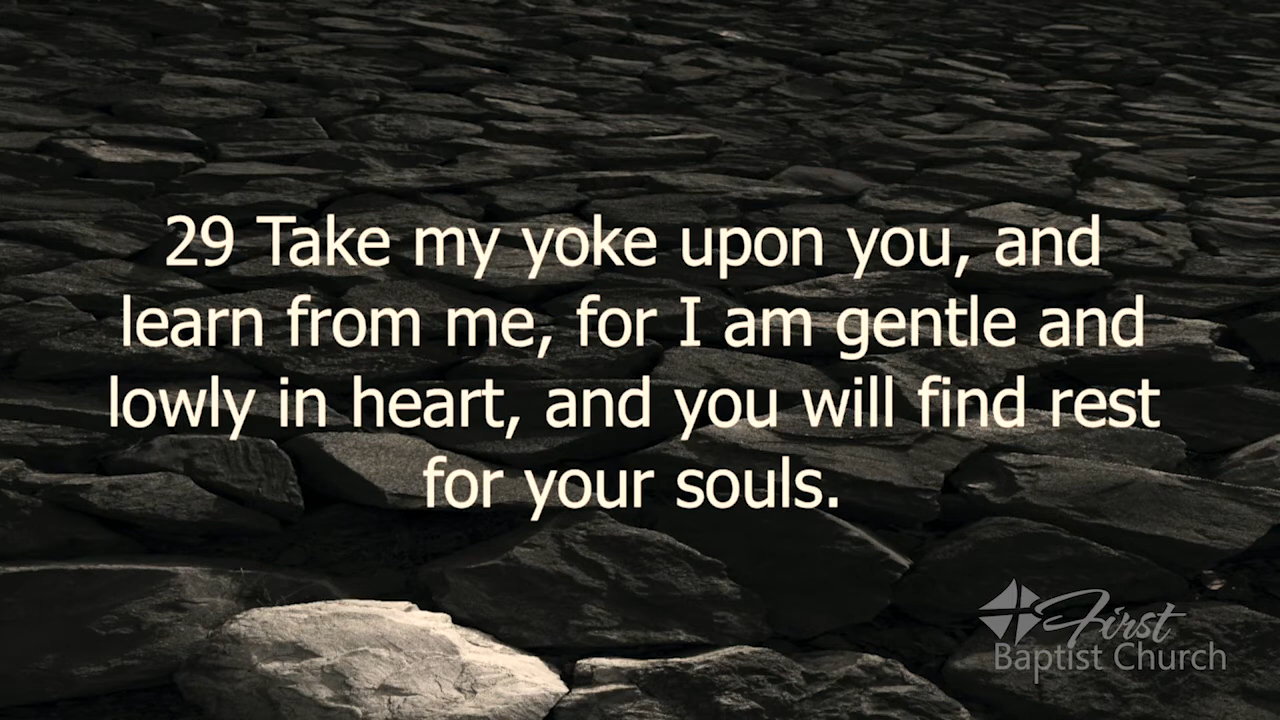 29 Take my yoke upon you, and
learn from me, for I am gentle and
lowly in heart, and you will find rest
for your souls.
First
Baptist Church